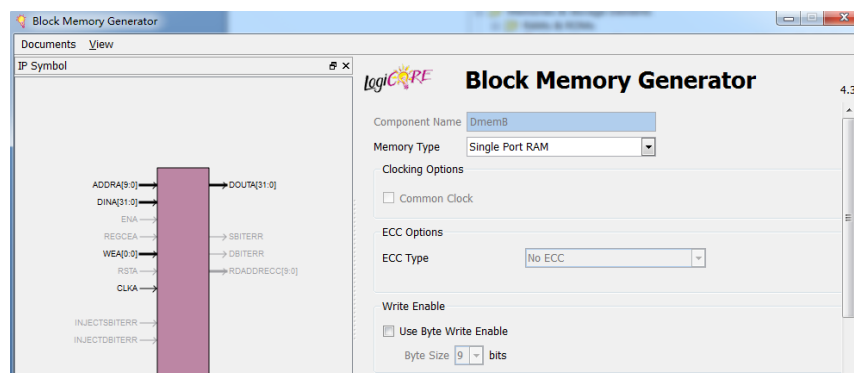 Block Memory Generator
Documents View
IP Symbol
LogiCORE
Block Memory Generator
4.3
Component Name DmemB
Memory Type Single Port RAM
Clocking Options
Common Clock
ECC Options
ECC Type No ECC
Write Enable
Use Byte Write Enable
Byte Size 9 bits
ADDRA[9:0] DOUTA[31:0]
DINA[31:0]
ENA
REGCEA SBITERR
WEA[0:0] DBITERR
RSTA RDADDRECC[9:0]
CLKA
INJECTSBITERR
INJECTDBITERR